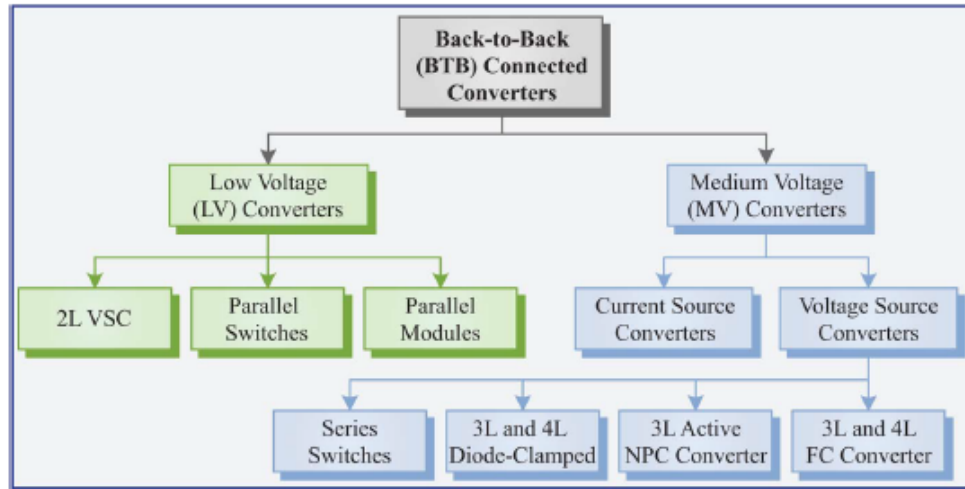 Back-to-Back
(BTB) Connected
Converters
Low Voltage
(LV) Converters
Medium Voltage
(MV) Converters
2L VSC
Parallel
Switches
Parallel
Modules
Current Source
Converters
Voltage Source
Converters
Series
Switches
3L and 4L
Diode-Clamped
3L Active
NPC Converter
3L and 4L
FC Converter